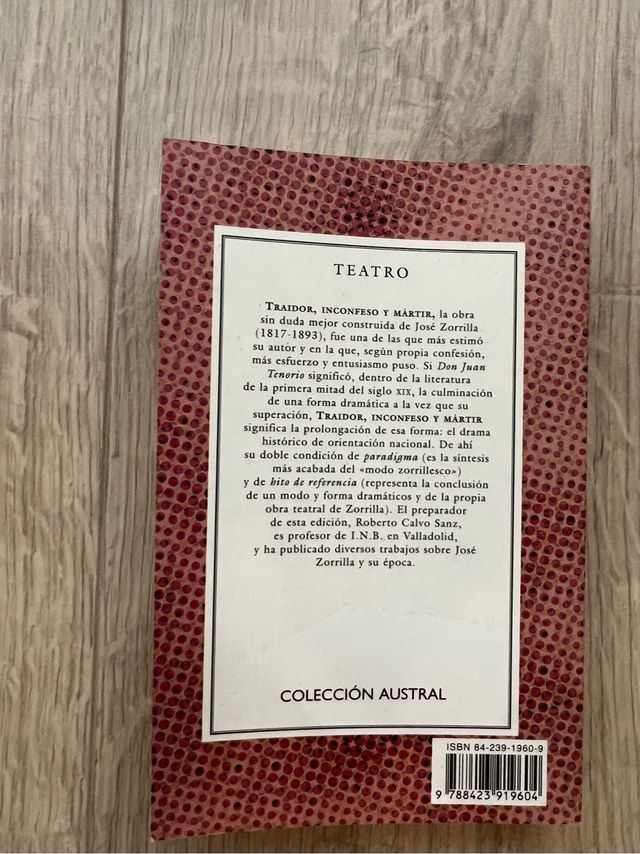 TEATRO
TRAIDOR, INCONFESO Y MÁRTIR, la obra
sin duda mejor construida de José Zorrilla
(1817-1893), fue una de las que más estimó
su autor y en la que, según propia confesión,
más esfuerzo y entusiasmo puso. Si Don Juan
Tenorio significó, dentro de la literatura
de la primera mitad del siglo XIX, la culminación
de una forma dramática a la vez que su
superación, TRAIDOR, INCONFESO Y MÁRTIR
significa la prolongación de esa forma: el drama
histórico de orientación nacional. De ahí
su doble condición de paradigma (es la síntesis
más acabada del «modo zorrillesco»)
y de hito de referencia (representa la conclusión
de un modo y forma dramáticos y de la propia
obra teatral de Zorrilla). El preparador
de esta edición, Roberto Calvo Sanz,
es profesor de I.N.B. en Valladolid,
y ha publicado diversos trabajos sobre José
Zorrilla y su época.
COLECCIÓN AUSTRAL
ISBN 84-239-1960-9
9 788423 919604